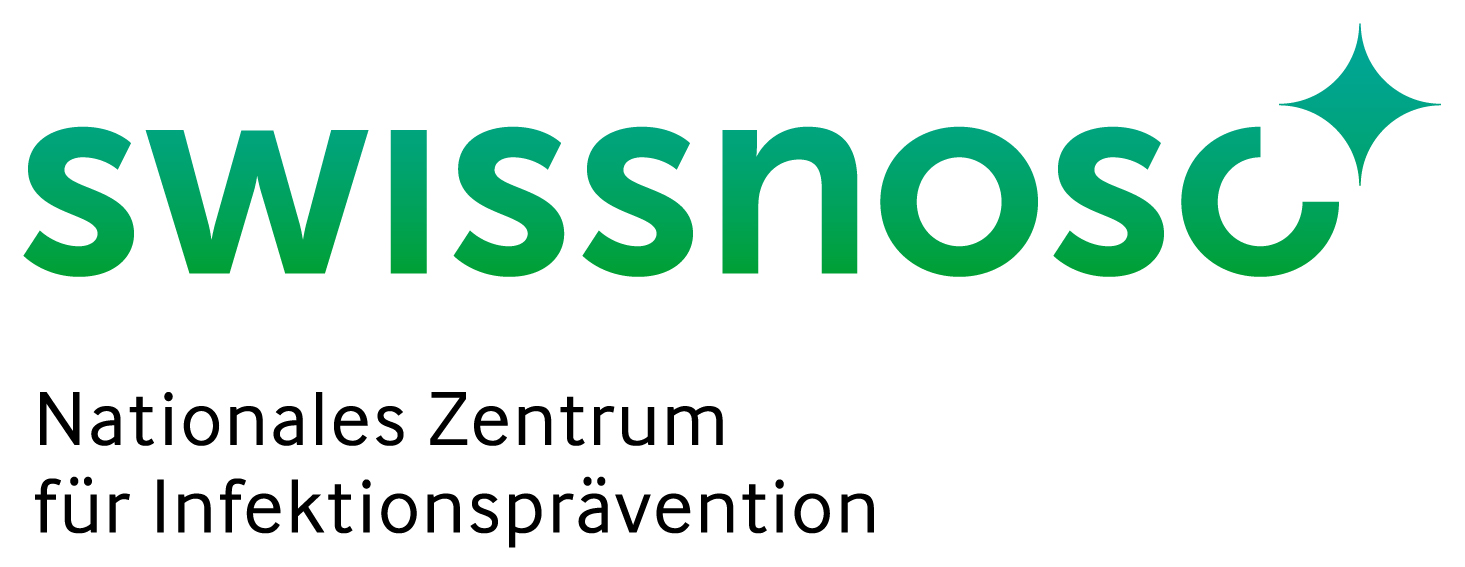 swissnoso
Nationales Zentrum
für Infektionsprävention